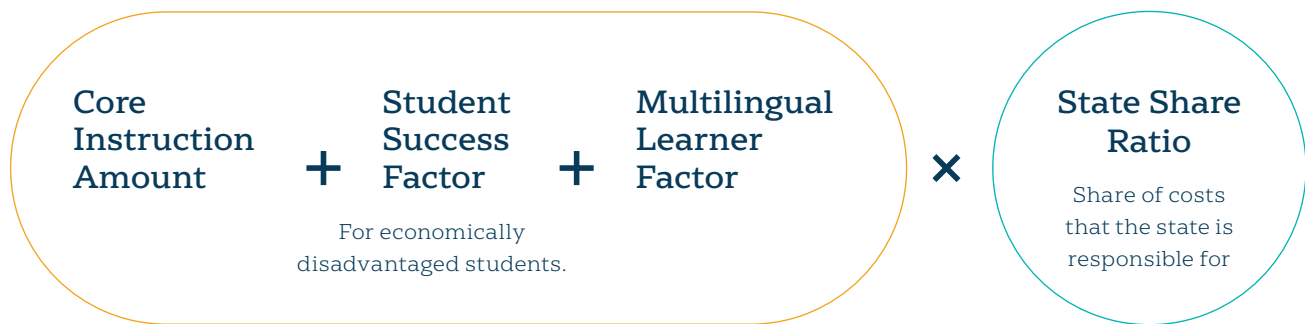 Core
Instruction
Amount
+
Student
Success
Factor
For economically
disadvantaged students.
+
Multilingual
Learner
Factor
×
State Share
Ratio
Share of costs
that the state is
responsible for